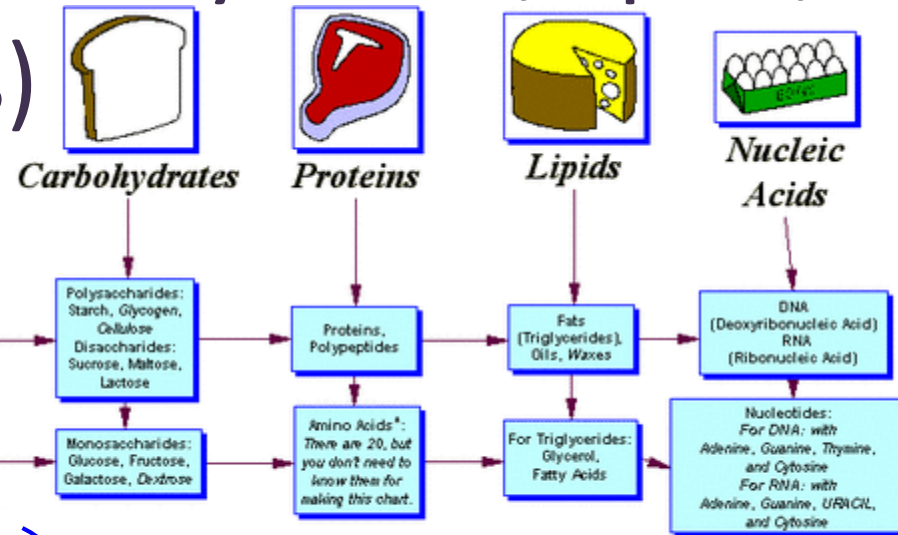 )
Carbohydrates
Proteins
Lipids
Nucleic
Acids
Polysaccharides:
Starch, Glycogen,
Cellulose
Disaccharides:
Sucrose, Maltose,
Lactose
Proteins,
Polypeptides
Fats
(Triglycerides),
Oils, Waxes
DNA
(Deoxyribonucleic Acid)
RNA
(Ribonucleic Acid)
Monosaccharides:
Glucose, Fructose,
Galactose, Dextrose
Amino Acids*:
There are 20, but
you don't need to
know them for
making this chart.
For Triglycerides:
Glycerol,
Fatty Acids
Nucleotides:
For DNA: with
Adenine, Guanine, Thymine,
and Cytosine
For RNA: with
Adenine, Guanine, URACIL,
and Cytosine